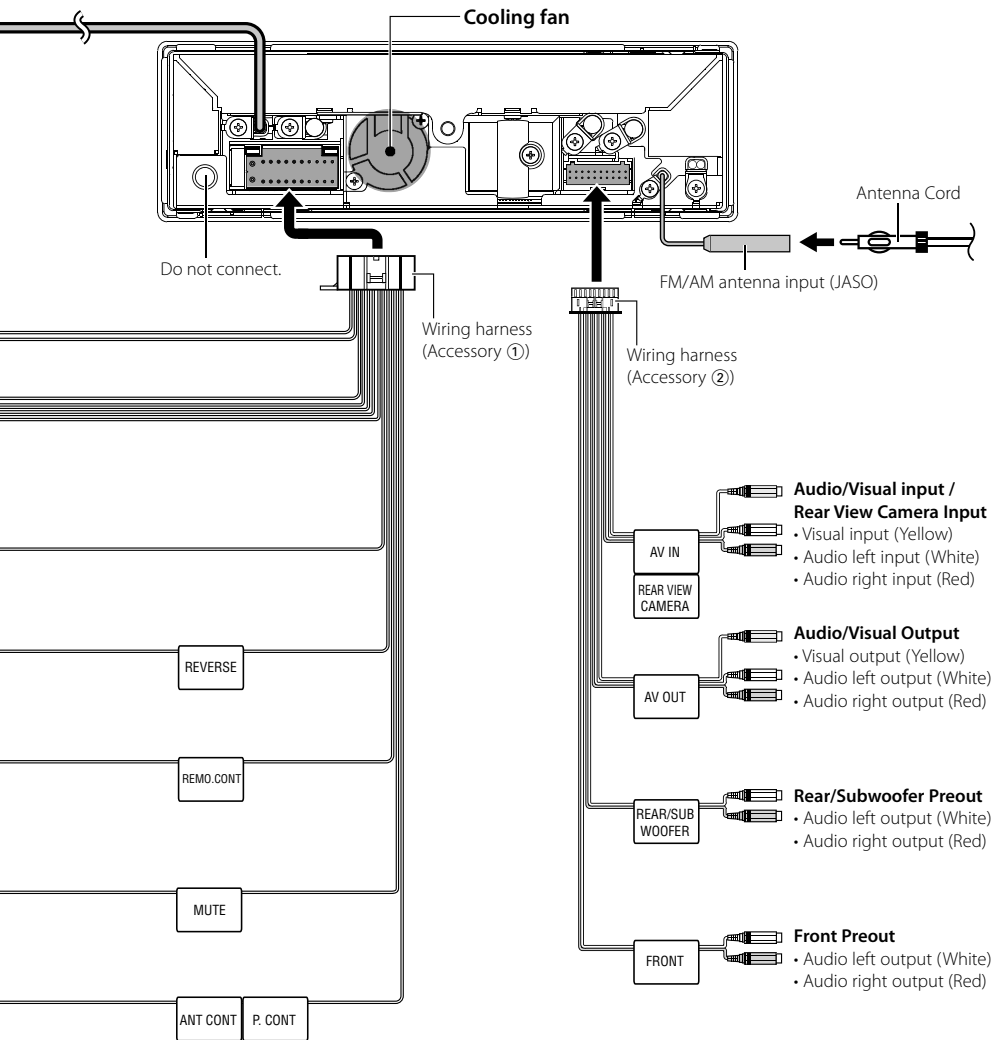 Cooling fan
Antenna Cord
Do not connect.
FM/AM antenna input (JASO)
Wiring harness
(Accessory ①)
Wiring harness
(Accessory ②)
AV IN
REAR VIEW
CAMERA
Audio/Visual input /
Rear View Camera Input
• Visual input (Yellow)
• Audio left input (White)
• Audio right input (Red)
REVERSE
AV OUT
Audio/Visual Output
• Visual output (Yellow)
• Audio left output (White)
• Audio right output (Red)
REMO.CONT
REAR/SUB
WOOFER
Rear/Subwoofer Preout
• Audio left output (White)
• Audio right output (Red)
MUTE
FRONT
Front Preout
• Audio left output (White)
• Audio right output (Red)
ANT CONT
P. CONT